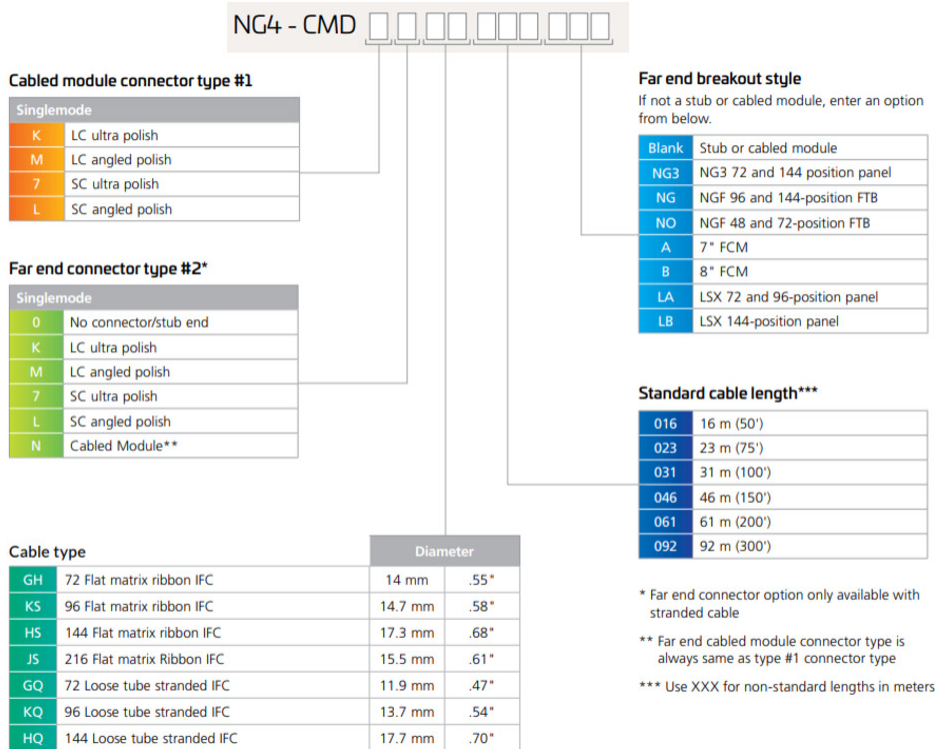 NG4 - CMD
Cabled module connector type #1
Singlemode
K LC ultra polish
M LC angled polish
7 SC ultra polish
L SC angled polish
Far end connector type #2*
Singlemode
0 No connector/stub end
K LC ultra polish
M LC angled polish
7 SC ultra polish
L SC angled polish
N Cabled Module**
Cable type Diameter
GH 72 Flat matrix ribbon IFC 14 mm .55"
KS 96 Flat matrix ribbon IFC 14.7 mm .58"
HS 144 Flat matrix ribbon IFC 17.3 mm .68"
JS 216 Flat matrix Ribbon IFC 15.5 mm .61"
GQ 72 Loose tube stranded IFC 11.9 mm .47"
KQ 96 Loose tube stranded IFC 13.7 mm .54"
HQ 144 Loose tube stranded IFC 17.7 mm .70"
Far end breakout style
If not a stub or cabled module, enter an option
from below.
Blank Stub or cabled module
NG3 NG3 72 and 144 position panel
NG NGF 96 and 144-position FTB
NO NGF 48 and 72-position FTB
A 7" FCM
B 8" FCM
LA LSX 72 and 96-position panel
LB LSX 144-position panel
Standard cable length***
016 16 m (50')
023 23 m (75')
031 31 m (100')
046 46 m (150')
061 61 m (200')
092 92 m (300')
* Far end connector option only available with
stranded cable
** Far end cabled module connector type is
always same as type #1 connector type
*** Use XXX for non-standard lengths in meters